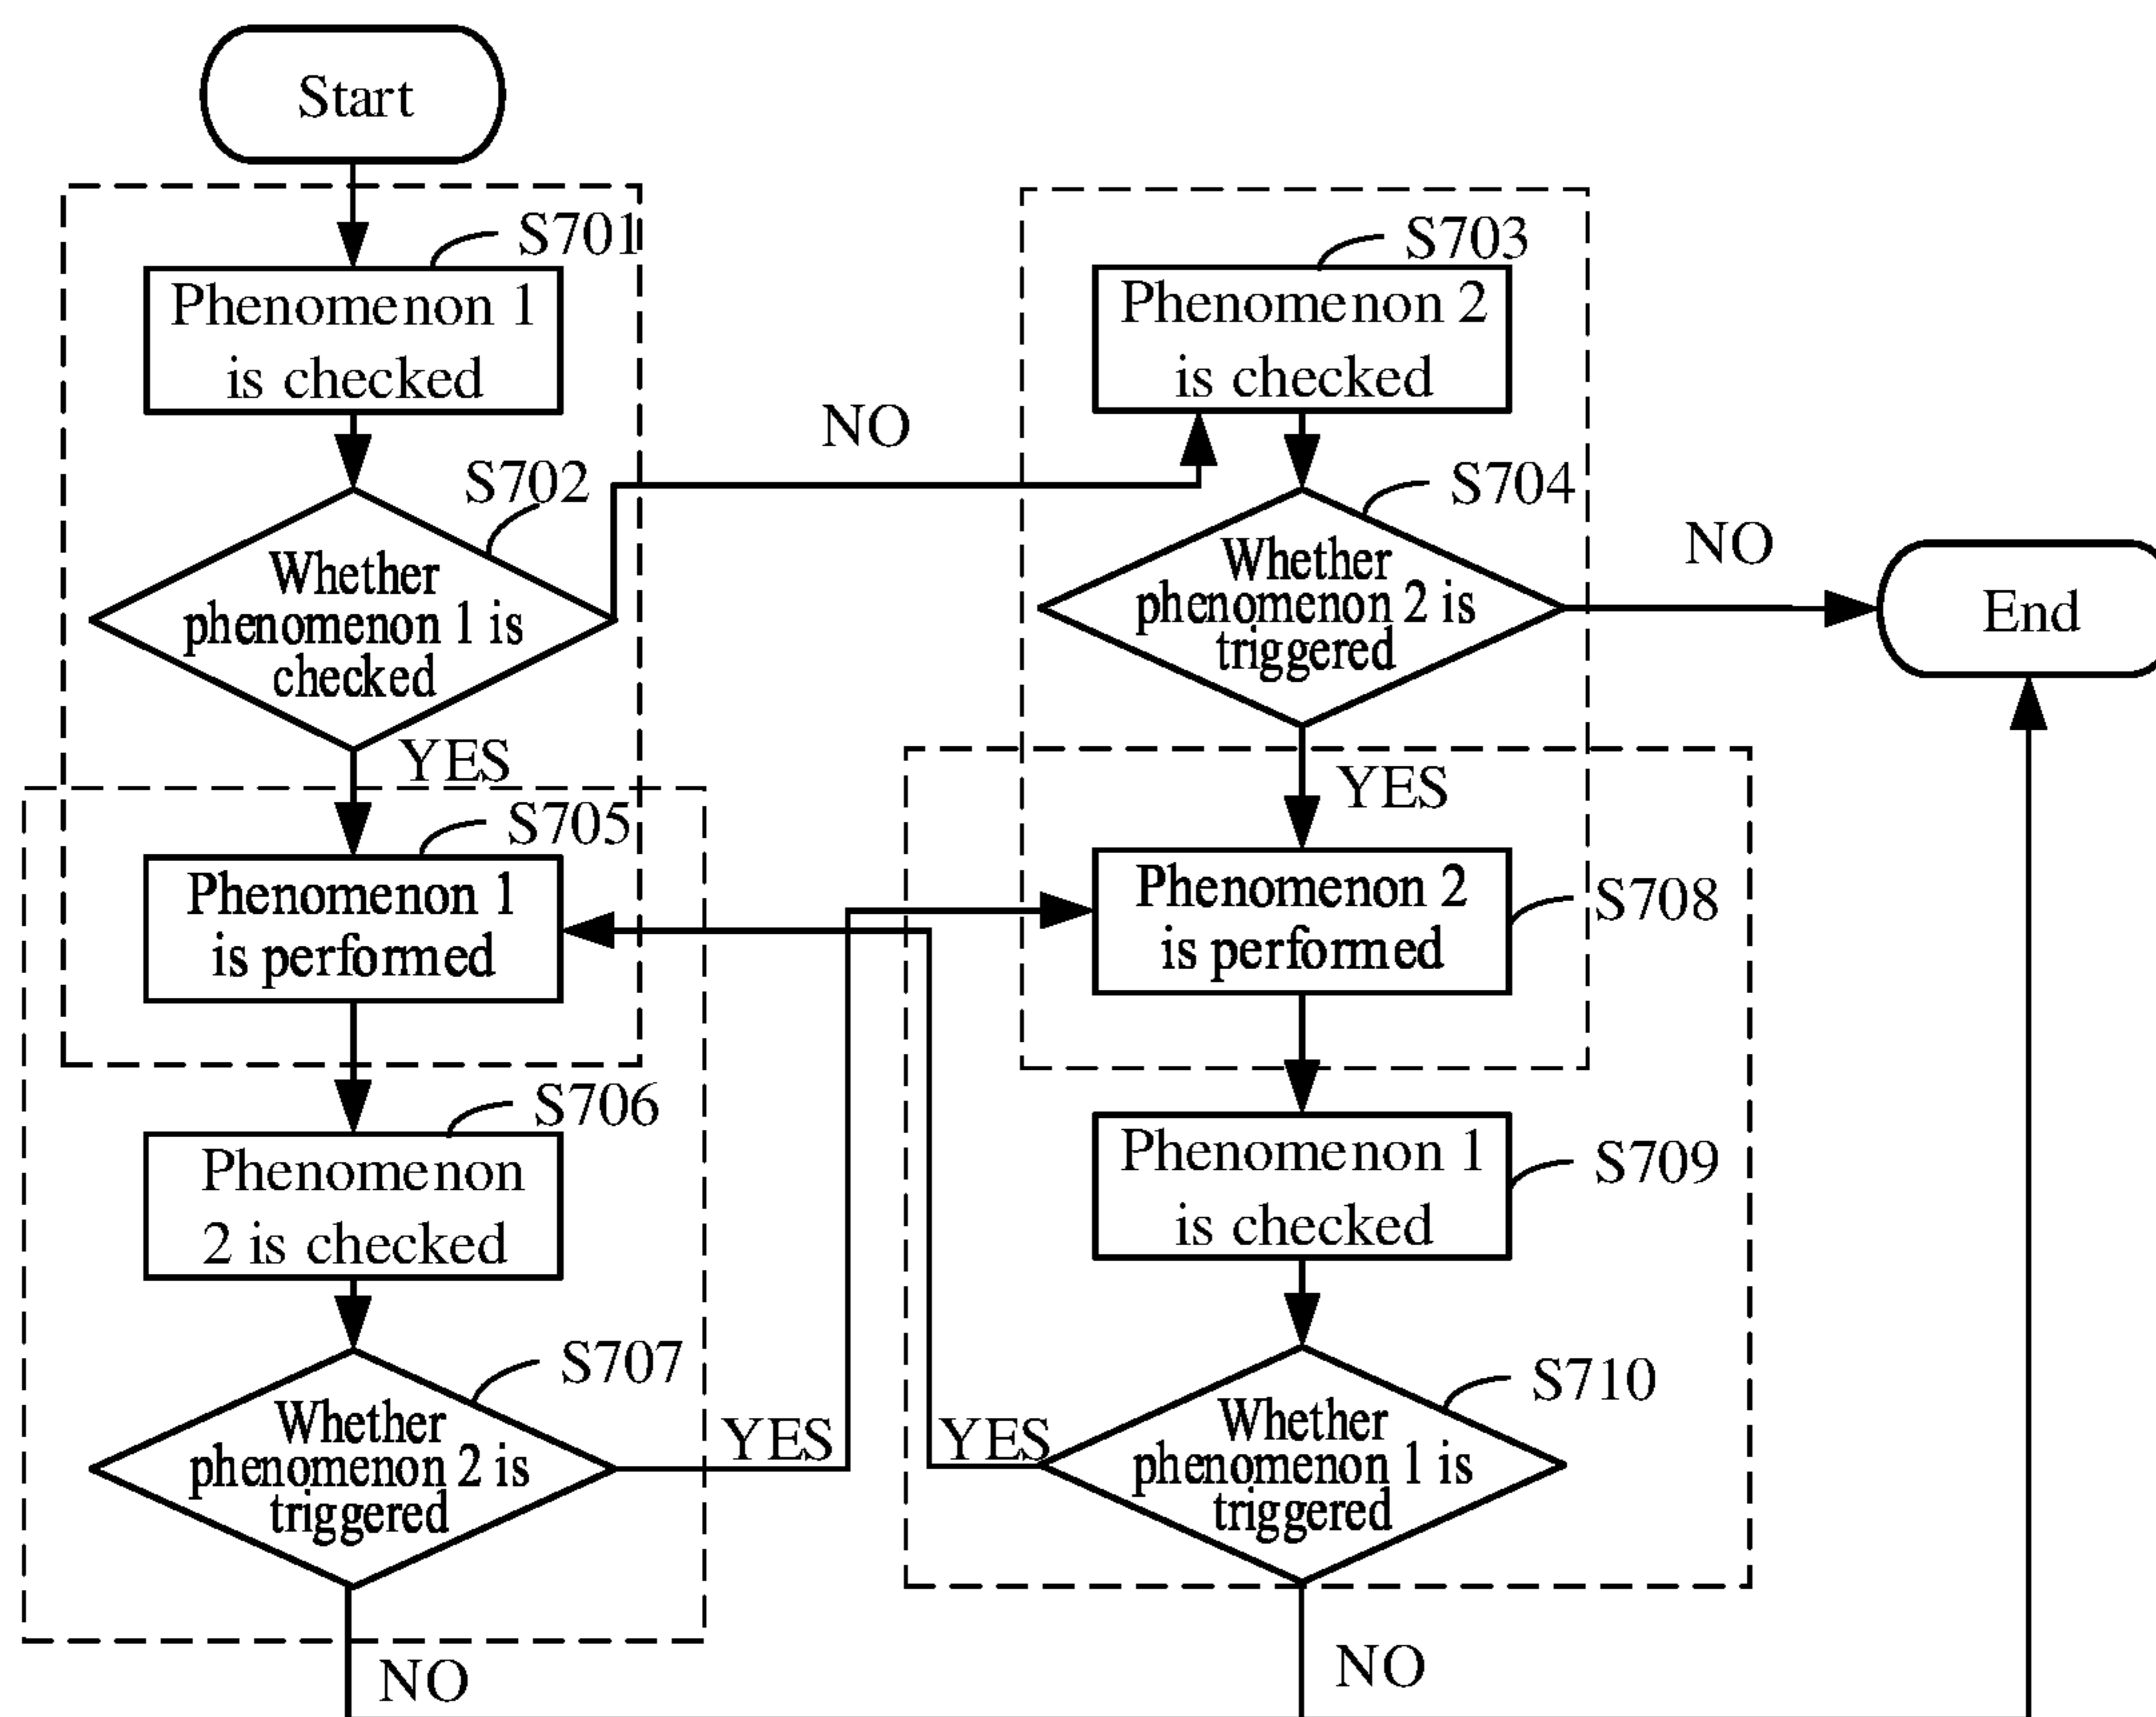 Start
S701
Phenomenon 1
is checked
S702
Whether
phenomenon 1 is
checked
YES
NO
S703
Phenomenon 2
is checked
S704
Whether
phenomenon 2 is
triggered
NO
End
YES
S705
Phenomenon 1
is performed
S706
Phenomenon
2 is checked
S707
Whether
phenomenon 2 is
triggered
YES
NO
Phenomenon 2
is performed
S708
Phenomenon 1
is checked
S709
S710
Whether
phenomenon 1 is
triggered
YES
NO